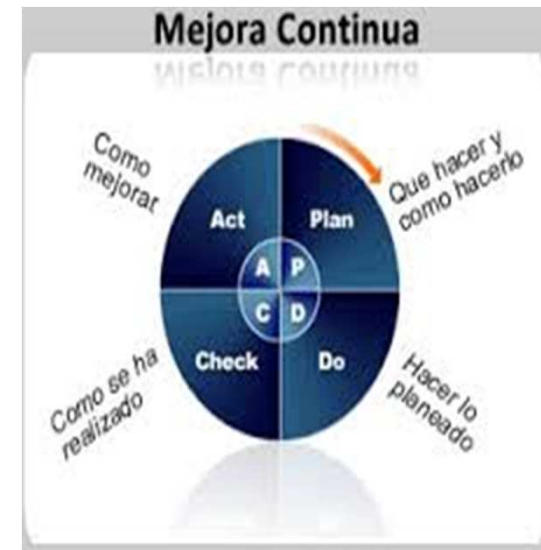 Mejora Continua
Como
mejorar
Que hacer y
como hacerlo
Act
Plan
A
P
C
D
Check
Do
Como se ha
realizado
Hacer lo
planeado